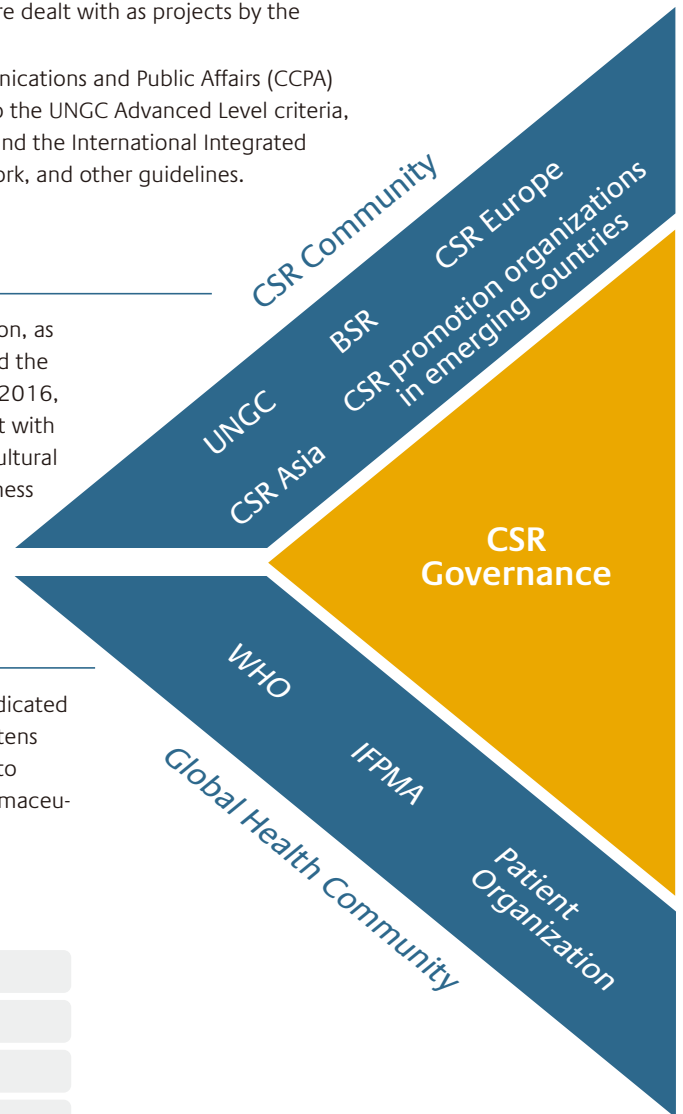 re dealt with as projects by the
nications and Public Affairs (CCPA)
o the UNGC Advanced Level criteria,
nd the International Integrated
ork, and other guidelines.
on, as
d the
2016,
t with
ultural
ness
dicated
tens
to
maceu-
CSR Community
CSR Europe
BSR
CSR promotion organizations
in emerging countries
UNGC
CSR Asia
CSR
Governance
WHO
IFPMA
Patient
Organization
Global Health Community